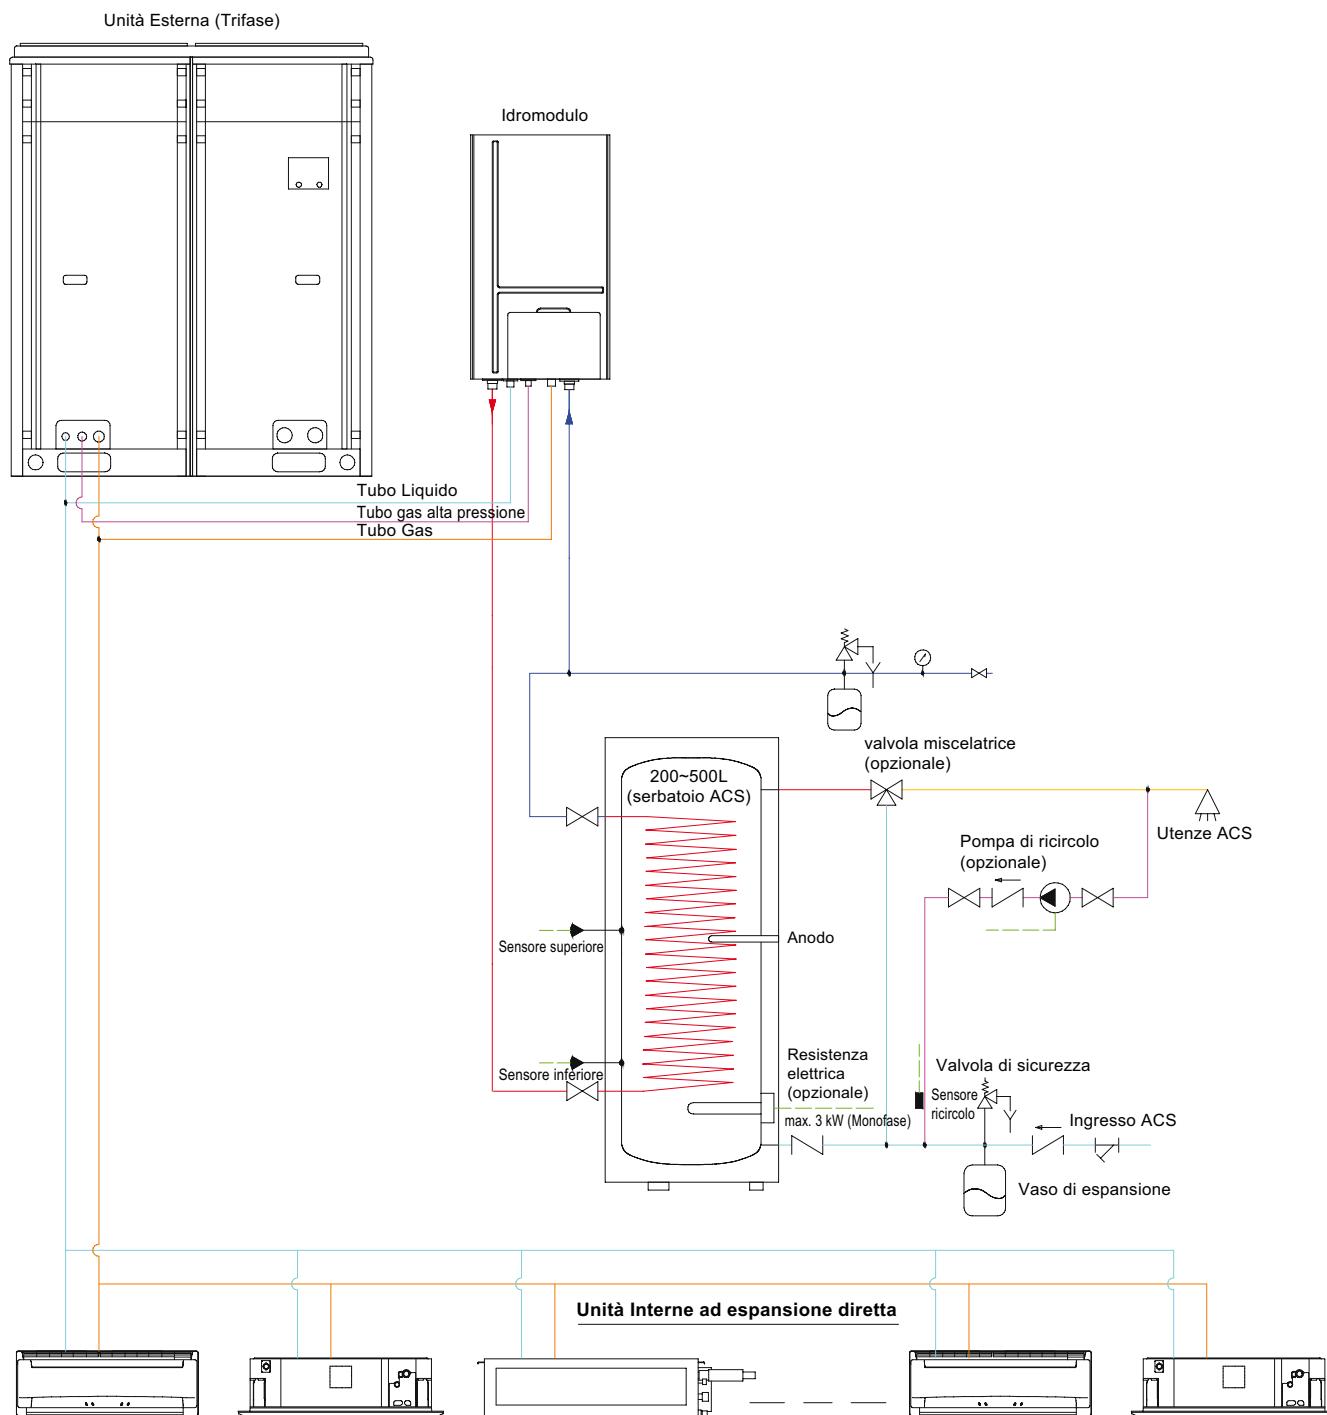 Unità Esterna (Trifase)
Idromodulo
Tubo Liquido
Tubo gas alta pressione
Tubo Gas
valvola miscelatrice
(opzionale)
200~500L
(serbatoio ACS)
Utenze ACS
Pompa di ricircolo
(opzionale)
Anodo
Sensore superiore
Resistenza
elettrica
(opzionale)
max. 3 kW (Monofase)
Sensore inferiore
Valvola di sicurezza
Sensore
ricircolo
Ingresso ACS
Vaso di espansione
Unità Interne ad espansione diretta